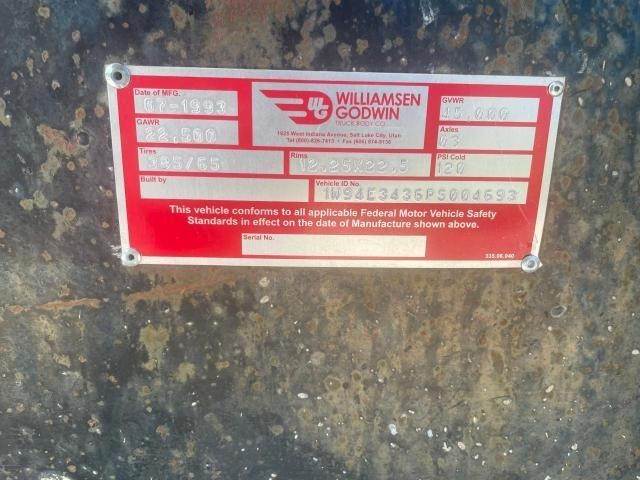 Date of MFG.
07-1993
WG
WILLIAMSEN
GODWIN
TRUCK BODY CO.
1925 West Indiana Avenue, Salt Lake City, Utah
GVWR
GAWR
22,500
Axles
03
Tires
385/65
Rims
12.25X22.5
PSI Cold
120
Built by
Vehicle ID No.
1W94E3436PS004693
This vehicle conforms to all applicable Federal Motor Vehicle Safety
Standards in effect on the date of Manufacture shown above.
Serial No.